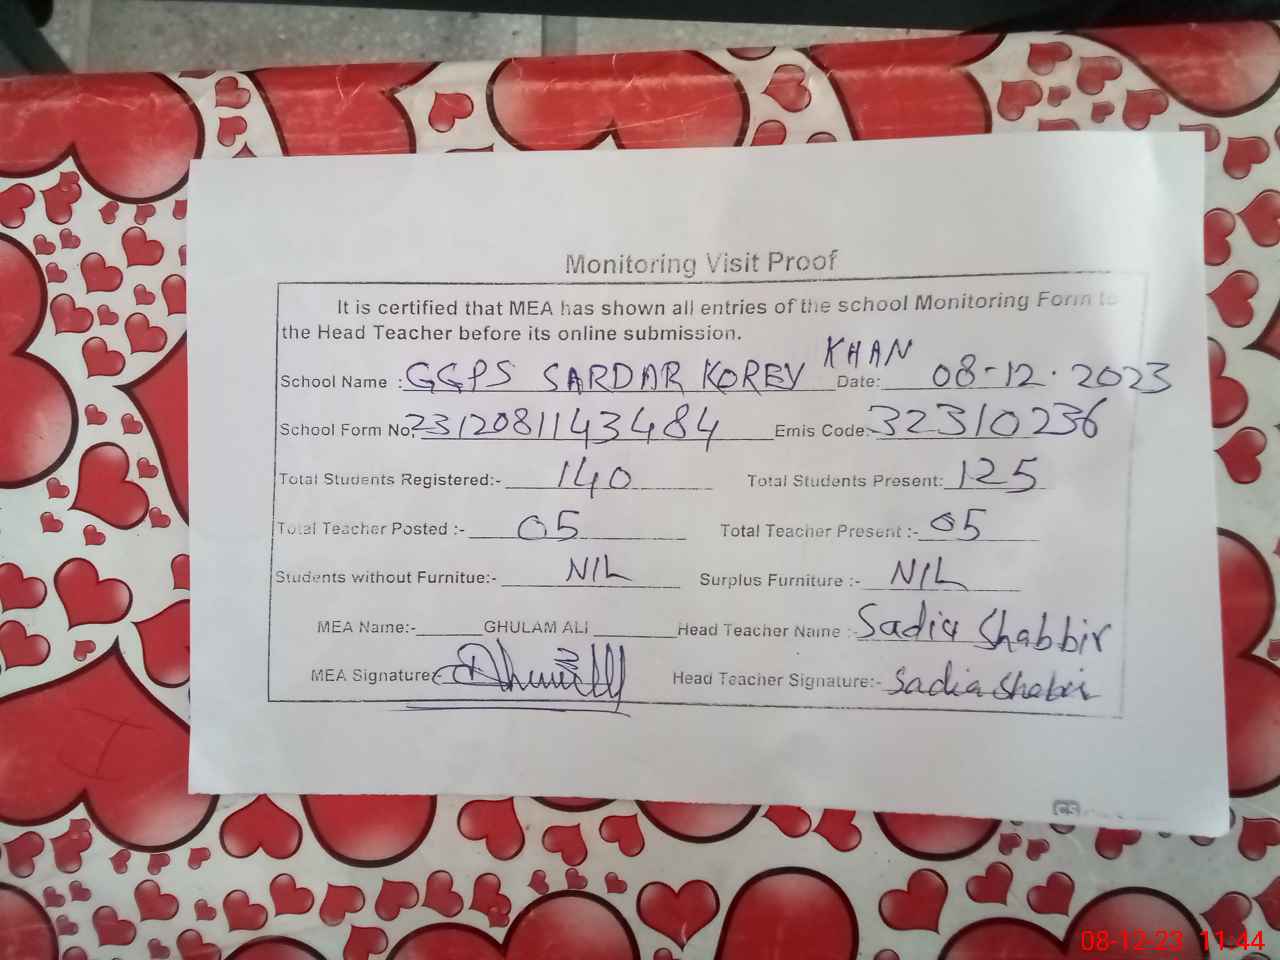 Monitoring Visit Proof
It is certified that MEA has shown all entries of the school Monitoring Form to
the Head Teacher before its online submission.
School Name : GGPS SARDAR KOREV KHAN Date: 08-12-2023
School Form No: 2312081143484 Emis Code: 32310236
Total Students Registered:- 140 Total Students Present: 125
Total Teacher Posted :- 05 Total Teacher Present :- 05
Students without Furnitue:- NIL Surplus Furniture :- NIL
MEA Name:- GHULAM ALI Head Teacher Name :- Sadia Shabbir
MEA Signature:- Head Teacher Signature:- Sadia Shabir
CS
08-12-23 11:44